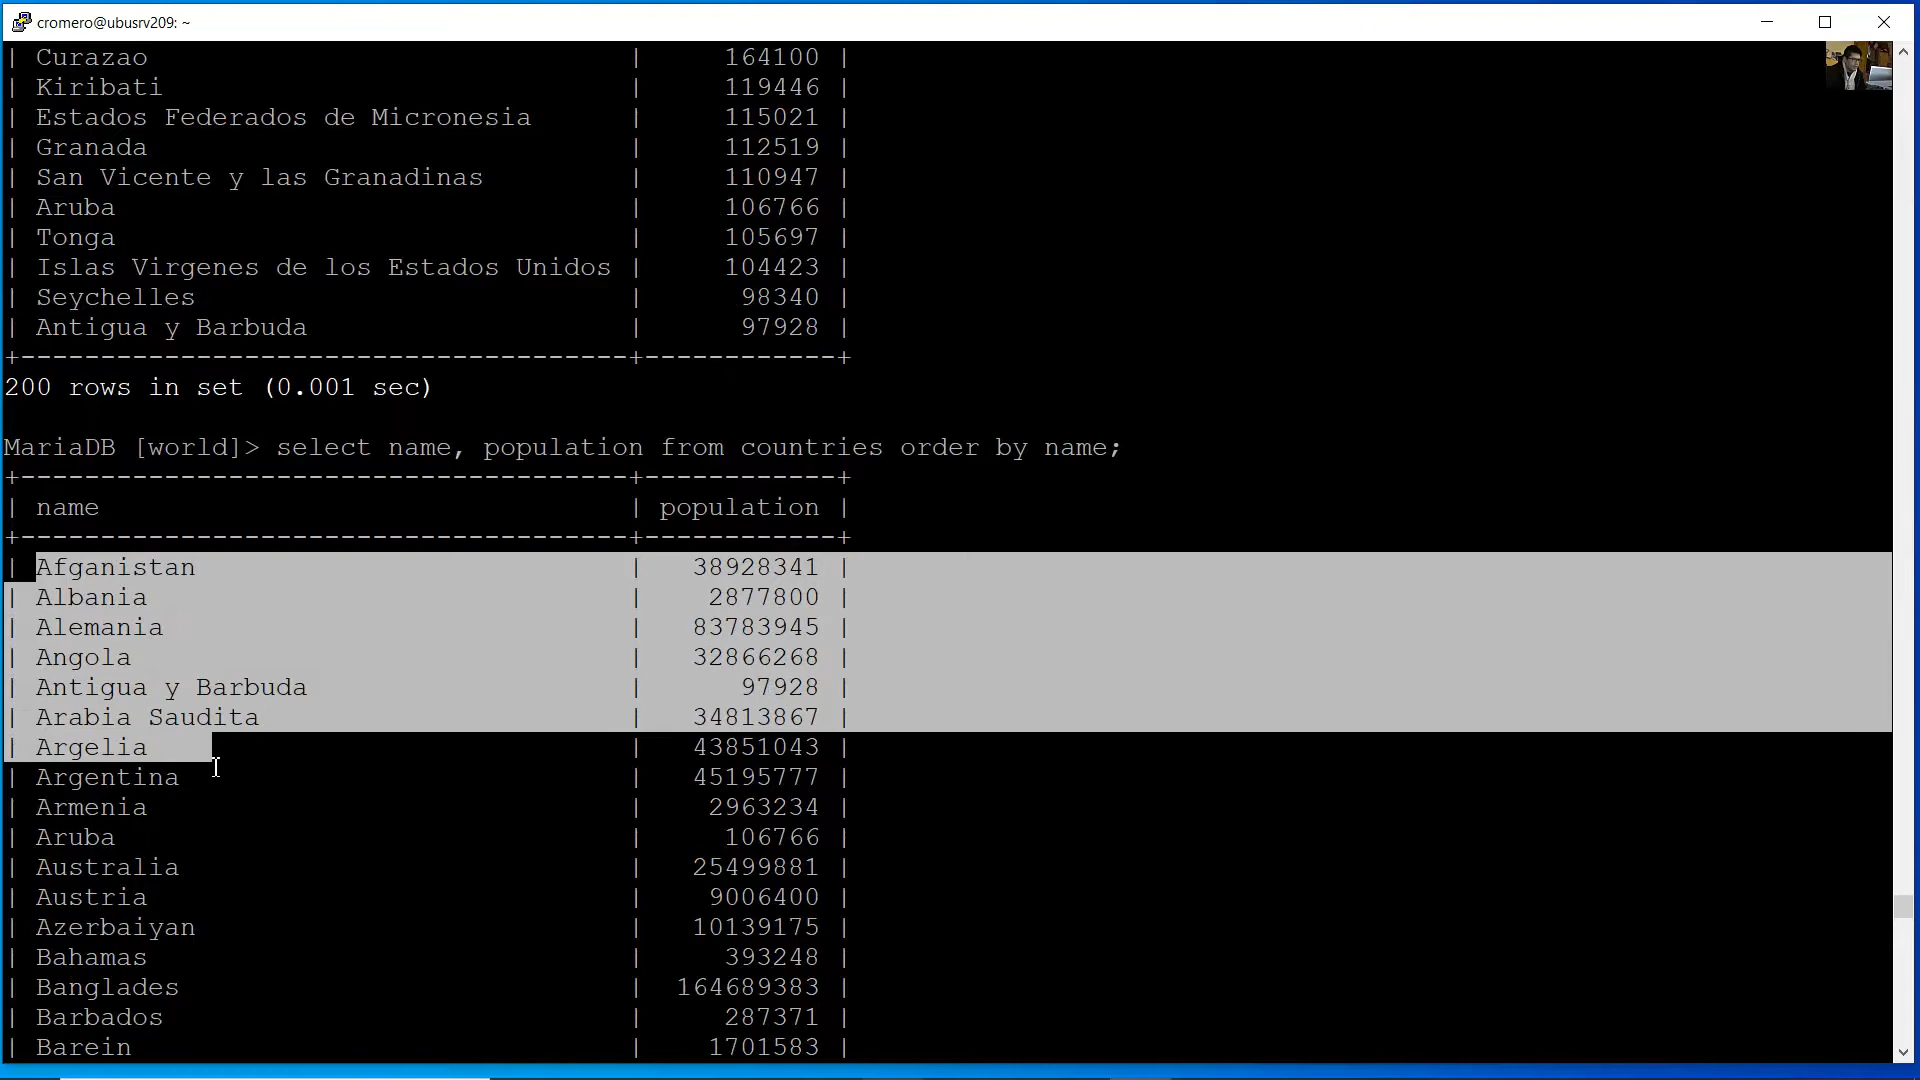 cromero@ubusrv209: ~
| Curazao | 164100 |
| Kiribati | 119446 |
| Estados Federados de Micronesia | 115021 |
| Granada | 112519 |
| San Vicente y las Granadinas | 110947 |
| Aruba | 106766 |
| Tonga | 105697 |
| Islas Virgenes de los Estados Unidos | 104423 |
| Seychelles | 98340 |
| Antigua y Barbuda | 97928 |
+--------------------------------------+------------+
200 rows in set (0.001 sec)
MariaDB [world]> select name, population from countries order by name;
+--------------------------------------+------------+
| name | population |
+--------------------------------------+------------+
| Afganistan | 38928341 |
| Albania | 2877800 |
| Alemania | 83783945 |
| Angola | 32866268 |
| Antigua y Barbuda | 97928 |
| Arabia Saudita | 34813867 |
| Argelia | 43851043 |
| Argentina | 45195777 |
| Armenia | 2963234 |
| Aruba | 106766 |
| Australia | 25499881 |
| Austria | 9006400 |
| Azerbaiyan | 10139175 |
| Bahamas | 393248 |
| Banglades | 164689383 |
| Barbados | 287371 |
| Barein | 1701583 |